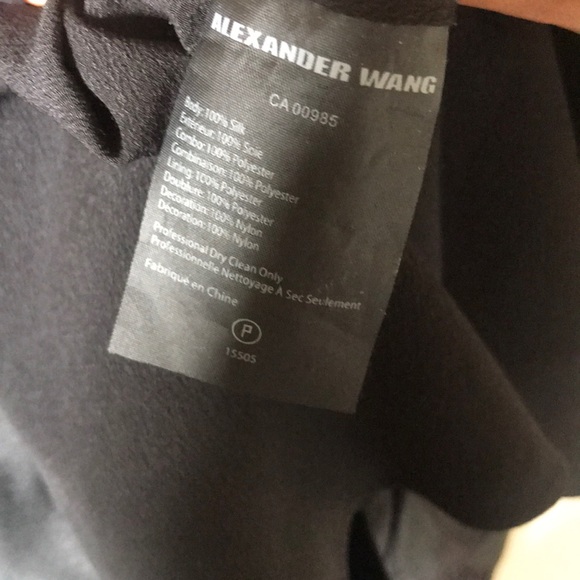 ALEXANDER WANG
CA 00985
Body: 100% Silk
Extérieur: 100% Soie
Combo: 100% Polyester
Combinaison: 100% Polyester
Lining: 100% Polyester
Doublure: 100% Polyester
Decoration: 100% Nylon
Décoration: 100% Nylon
Professional Dry Clean Only
Professionnelle Nettoyage À Sec Seulement
Fabriqué en Chine
P
15505